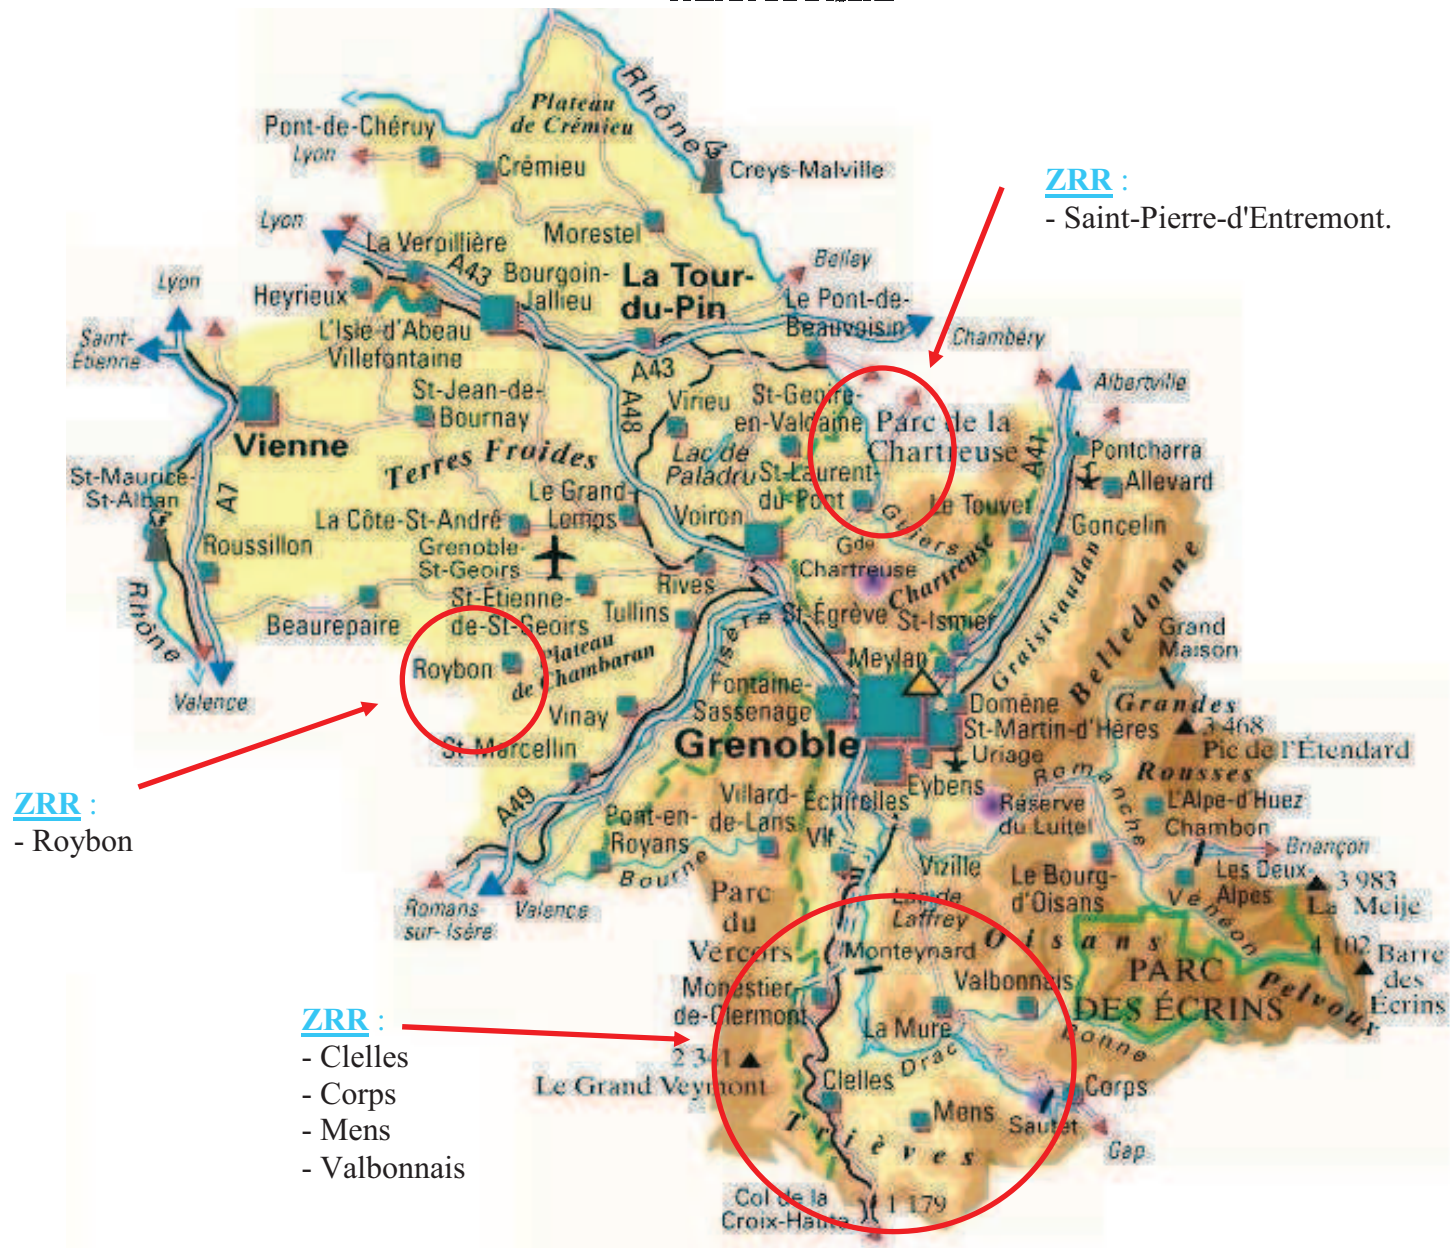 Rhône
Plateau
de Crémieu
Pont-de-Chéruy
Lyon
Crémieu
Creys-Malville
ZRR :
- Saint-Pierre-d'Entremont.
Lyon
La Verpillière
Morestel
A43
Bourgoin-
Jallieu
La Tour-
du-Pin
Belley
Lyon
Heyrieux
Le Pont-de-
Beauvoisin
L'Isle-d'Abeau
Villefontaine
Saint-
Étienne
Chambéry
A43
A48
St-Jean-de-
Bournay
Virieu
St-Geoire-
en-Valdaine
Parc de la
Chartreuse
Albertville
Vienne
Terres Froides
Lac de
Paladru
A41
Pontcharra
St-Maurice-
St-Alban
A7
St-Laurent-
du-Pont
Allevard
Le Grand-
Lemps
La Côte-St-André
Voiron
Guiers
Le Touvet
Goncelin
Roussillon
Grenoble-
St-Geoirs
Gde
Chartreuse
Chartreuse
Rives
Rhône
Beaurepaire
St-Étienne-
de-St-Geoirs
Tullins
Isère
St-Égrève
St-Ismier
Graisivaudan
Belledonne
Grand
Maison
Roybon
Plateau
de Chambaran
Meylan
Valence
Fontaine-
Sassenage
Domène
Grandes
Rousses
Vinay
St-Martin-d'Hères
3 468
Pic de l'Étendard
St-Marcellin
Grenoble
Uriage
Eybens
Romanche
ZRR :
- Roybon
A49
Villard-
de-Lans
Échirolles
Réserve
du Luitel
L'Alpe-d'Huez
Chambon
Pont-en-
Royans
Vif
Vizille
Briançon
Bourne
Le Bourg-
d'Oisans
Les Deux-
Alpes
Vénéon
3 983
La Meije
Romans-
sur-Isère
Valence
Parc
du
Vercors
Lac de
Laffrey
Oisans
4 102
Barre
des
Écrins
Monteynard
PARC
DES ÉCRINS
Pelvoux
Monestier-
de-Clermont
Valbonnais
La Mure
Bonne
ZRR :
- Clelles
- Corps
- Mens
- Valbonnais
2 341
Le Grand Veymont
Drac
Clelles
Corps
Mens
Sautet
Trièves
Gap
Col de la
Croix-Haute
1 179